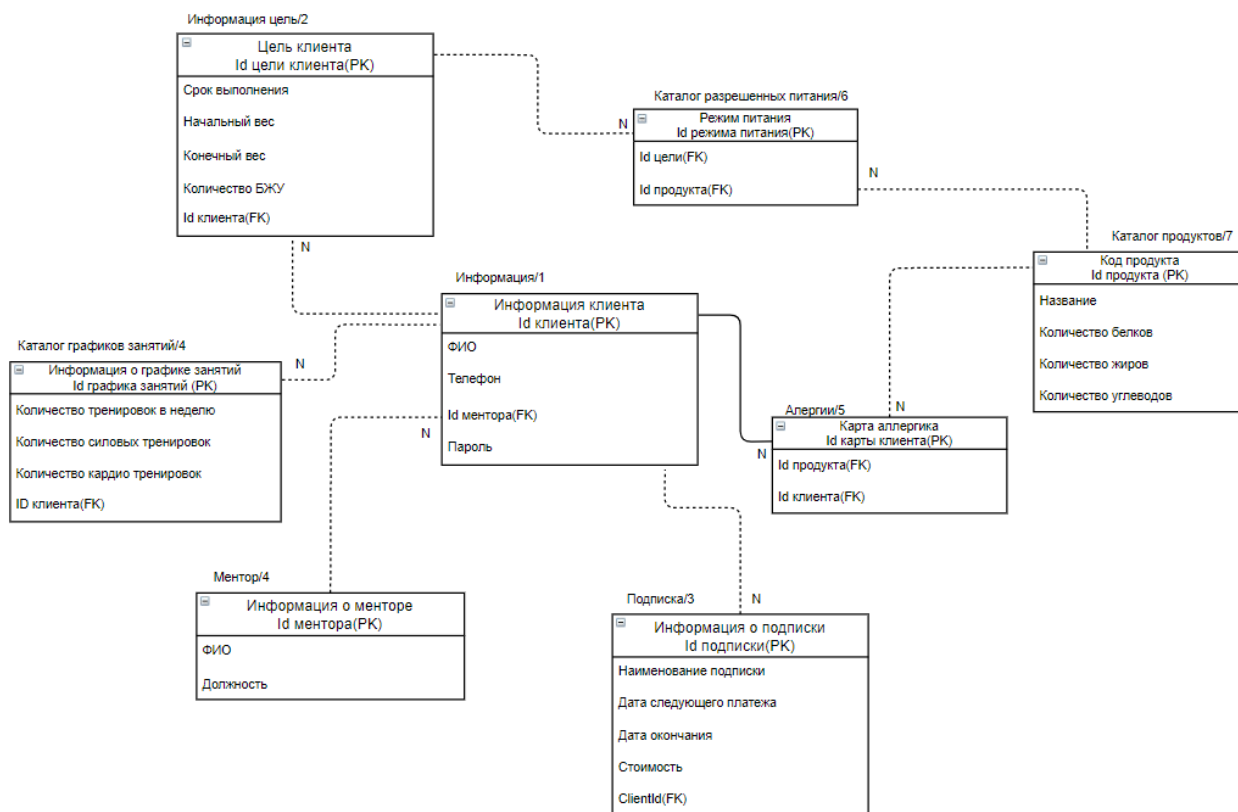 Информация цель/2
Цель клиента
Id цели клиента(PK)
Срок выполнения
Начальный вес
Конечный вес
Количество БЖУ
Id клиента(FK)
N
Каталог разрешенных питания/6
N
Режим питания
Id режима питания(PK)
Id цели(FK)
Id продукта(FK)
N
Каталог продуктов/7
Код продукта
Id продукта (PK)
Название
Количество белков
Количество жиров
Количество углеводов
Информация/1
Информация клиента
Id клиента(PK)
ФИО
Телефон
Id ментора(FK)
N
Пароль
Каталог графиков занятий/4
N
Информация о графике занятий
Id графика занятий (PK)
Количество тренировок в неделю
Количество силовых тренировок
Количество кардио тренировок
ID клиента(FK)
Алергии/5
N
Карта аллергика
Id карты клиента(PK)
N
Id продукта(FK)
Id клиента(FK)
Ментор/4
Информация о менторе
Id ментора(PK)
ФИО
Должность
Подписка/3
N
Информация о подписки
Id подписки(PK)
Наименование подписки
Дата следующего платежа
Дата окончания
Стоимость
ClientId(FK)